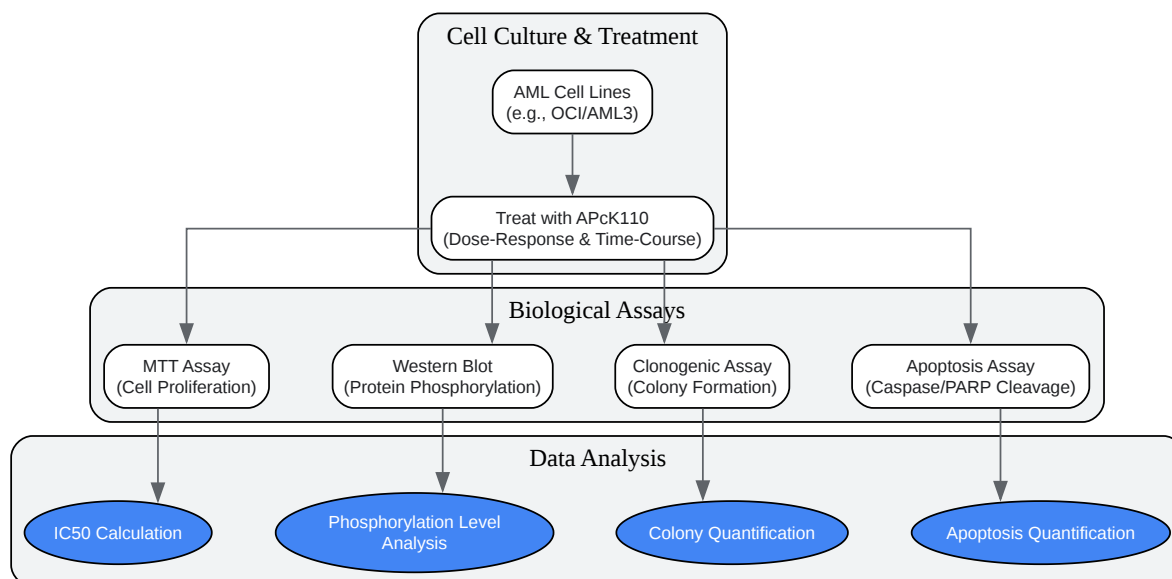 Cell Culture & Treatment
AML Cell Lines
(e.g., OCI/AML3)
Treat with APcK110
(Dose-Response & Time-Course)
Biological Assays
MTT Assay
(Cell Proliferation)
Western Blot
(Protein Phosphorylation)
Clonogenic Assay
(Colony Formation)
Apoptosis Assay
(Caspase/PARP Cleavage)
Data Analysis
IC50 Calculation
Phosphorylation Level
Analysis
Colony Quantification
Apoptosis Quantification